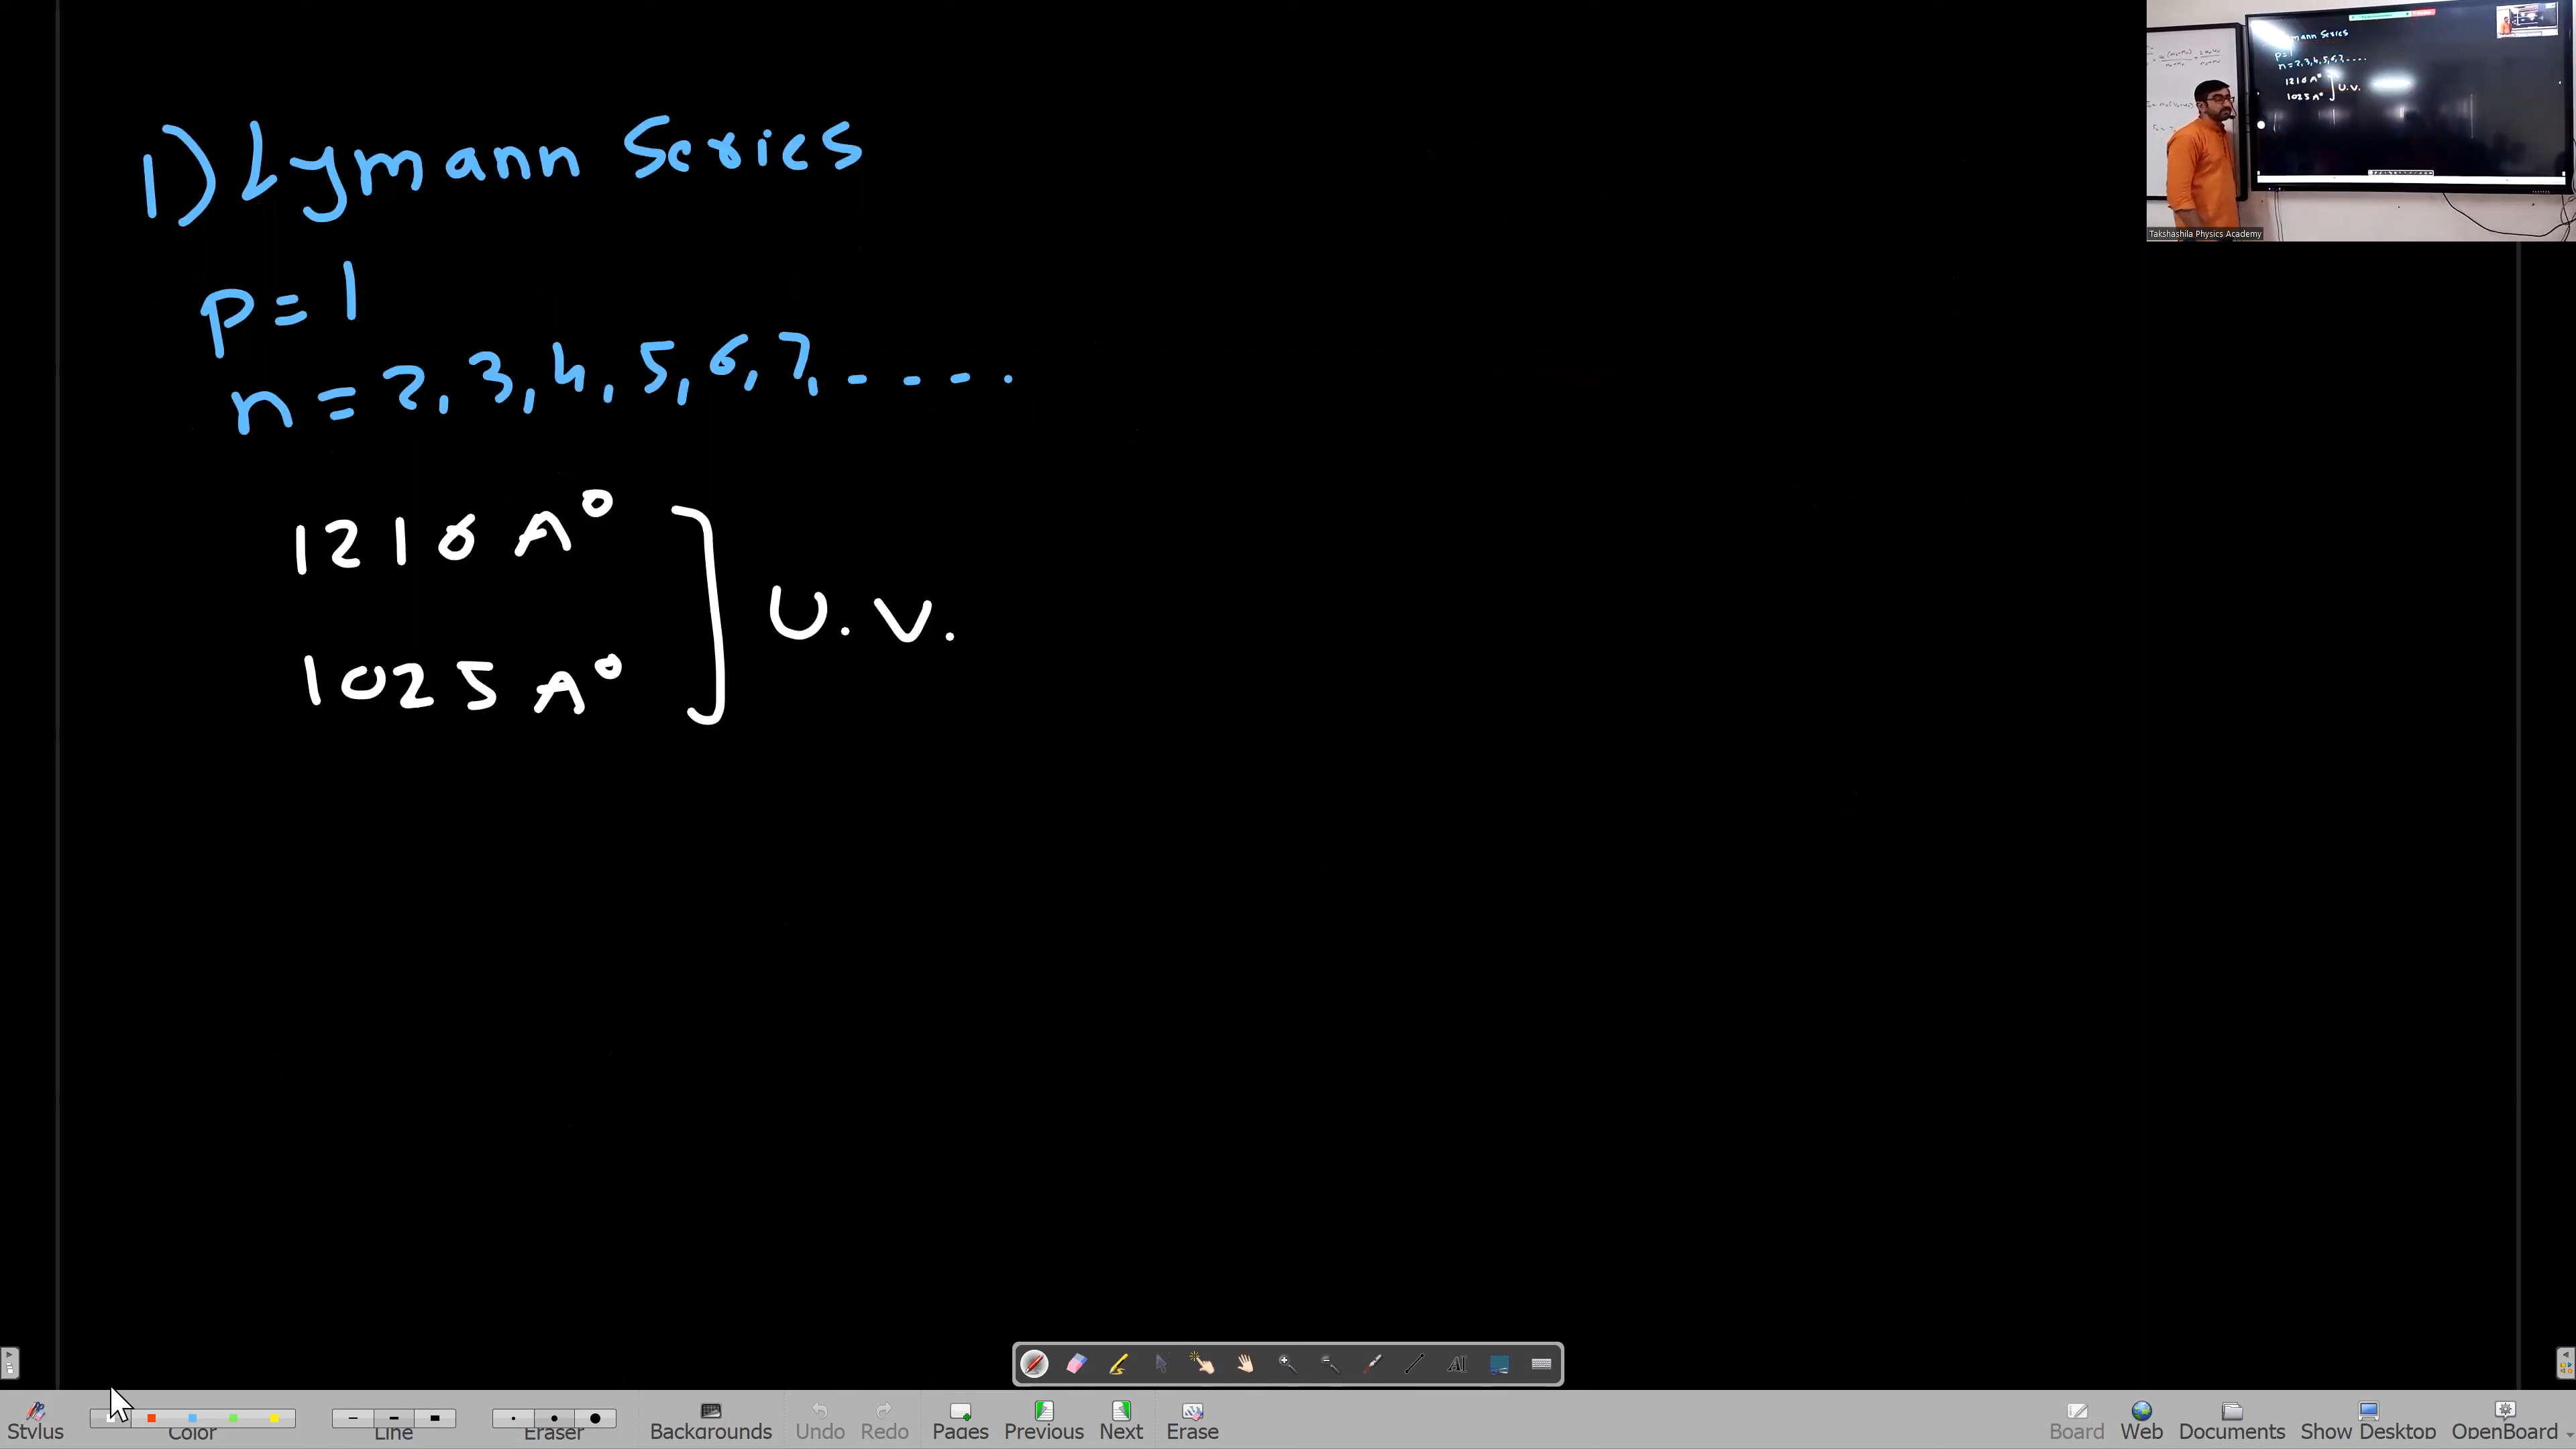 1) Lymann Series
p = 1
n = 2, 3, 4, 5, 6, 7, - - - .
1216 A°
U. V.
1025 A°
Takshashila Physics Academy
Stylus
Color
Line
Eraser
Backgrounds
Undo
Redo
Pages
Previous
Next
Erase
Board
Web
Documents
Show Desktop
OpenBoard